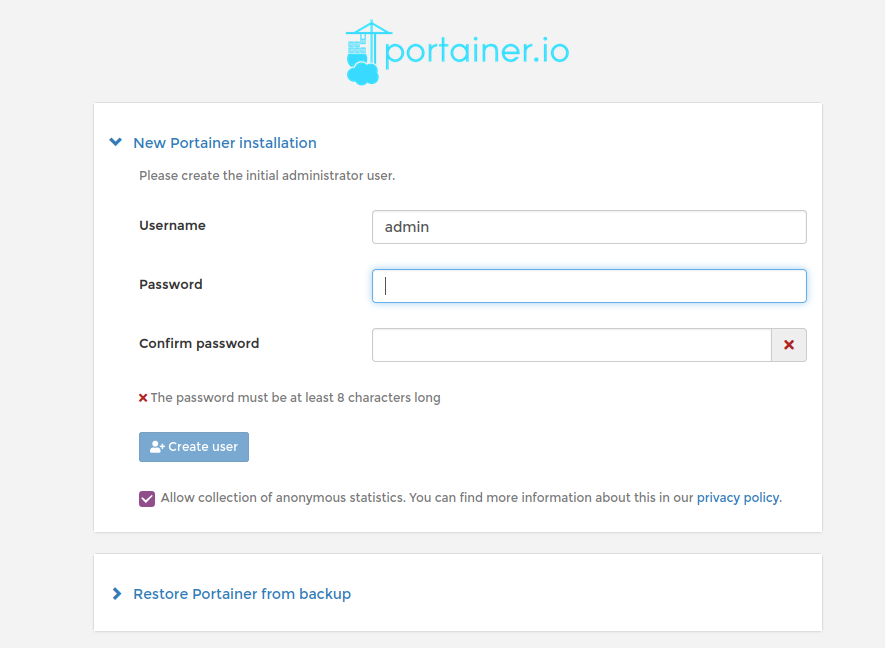 portainer.io
New Portainer installation
Please create the initial administrator user.
Username
admin
Password
Confirm password
The password must be at least 8 characters long
Create user
Allow collection of anonymous statistics. You can find more information about this in our privacy policy.
Restore Portainer from backup